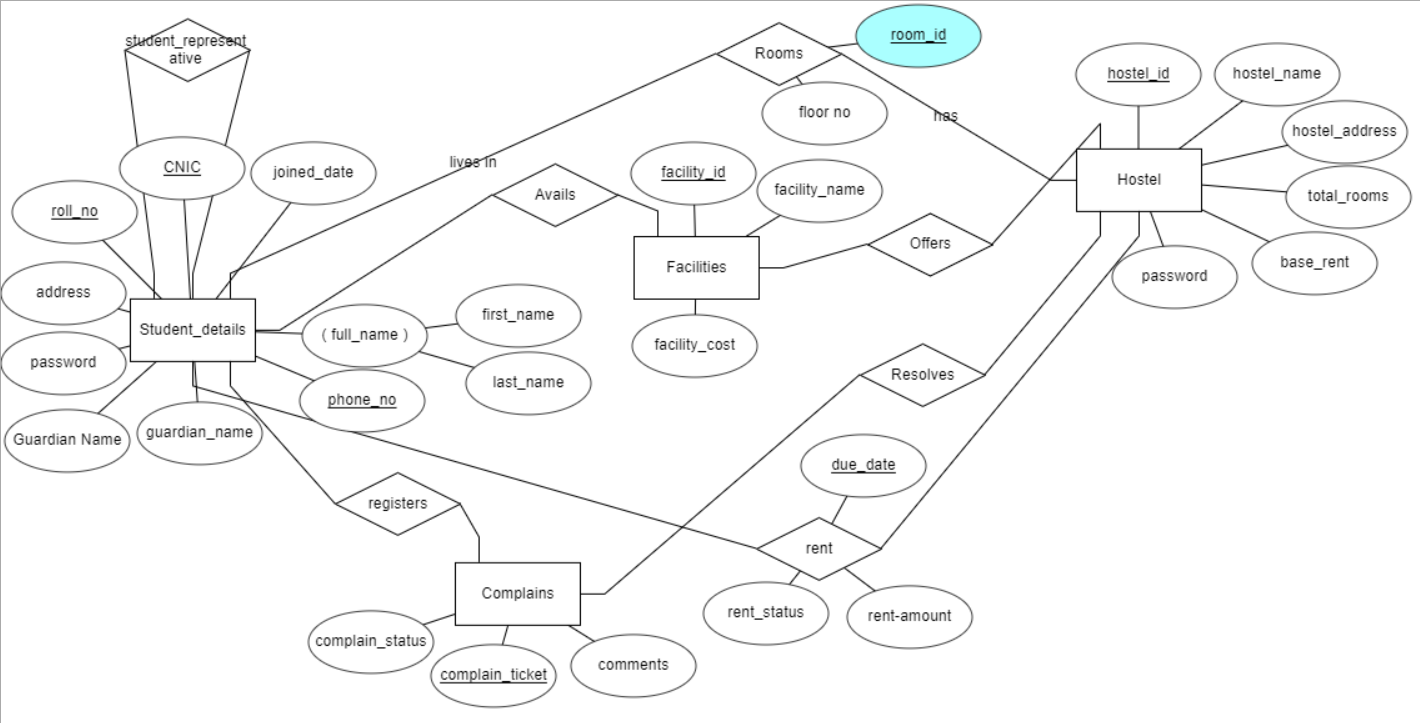 student_represent
ative
Rooms
room_id
floor no
has
hostel_id
hostel_name
hostel_address
total_rooms
base_rent
password
Hostel
CNIC
joined_date
roll_no
lives in
Avails
facility_id
facility_name
Offers
Facilities
facility_cost
address
Student_details
( full_name )
first_name
last_name
password
phone_no
Guardian Name
guardian_name
Resolves
registers
due_date
rent
rent_status
rent-amount
Complains
complain_status
complain_ticket
comments